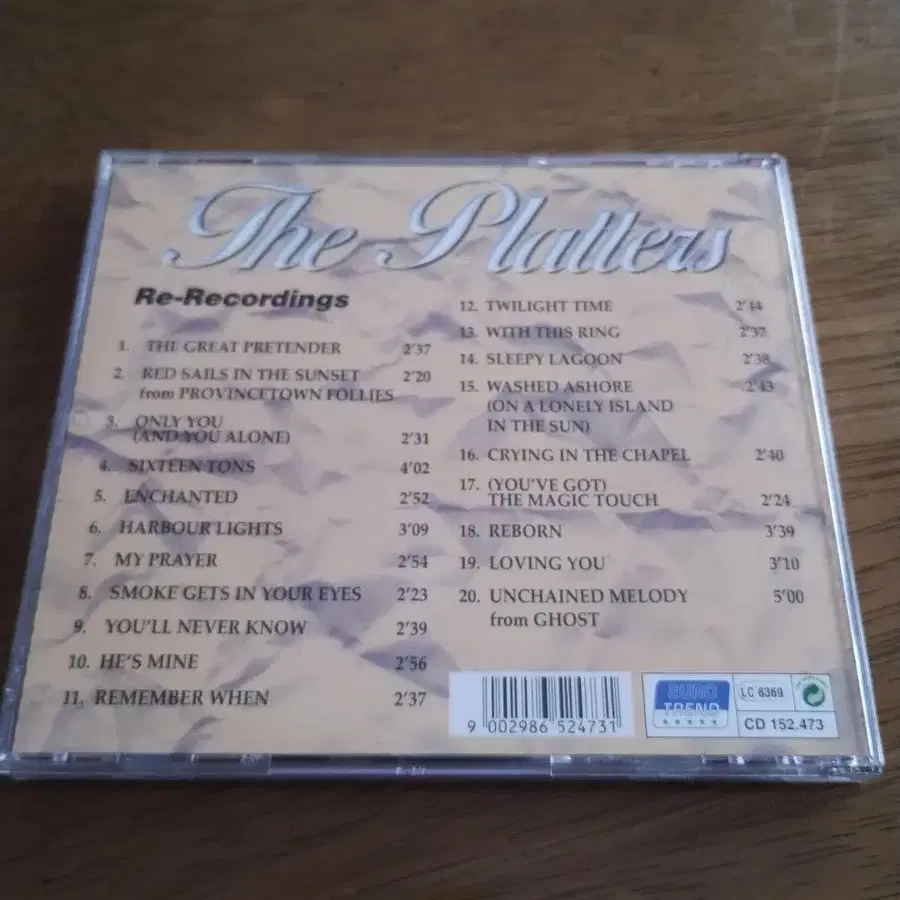 The Platters
Re-Recordings
1. THE GREAT PRETENDER 2'37
2. RED SAILS IN THE SUNSET 2'20
from PROVINCETOWN FOLLIES
3. ONLY YOU
(AND YOU ALONE) 2'31
4. SIXTEEN TONS 4'02
5. ENCHANTED 2'52
6. HARBOUR LIGHTS 3'09
7. MY PRAYER 2'54
8. SMOKE GETS IN YOUR EYES 2'23
9. YOU'LL NEVER KNOW 2'39
10. HE'S MINE 2'56
11. REMEMBER WHEN 2'37
12. TWILIGHT TIME 2'44
13. WITH THIS RING 2'37
14. SLEEPY LAGOON 2'38
15. WASHED ASHORE 2'43
(ON A LONELY ISLAND
IN THE SUN)
16. CRYING IN THE CHAPEL 2'40
17. (YOU'VE GOT)
THE MAGIC TOUCH 2'24
18. REBORN 3'39
19. LOVING YOU 3'10
20. UNCHAINED MELODY 5'00
from GHOST
9 002986 524731
EURO
TREND
LC 6369
CD 152.473